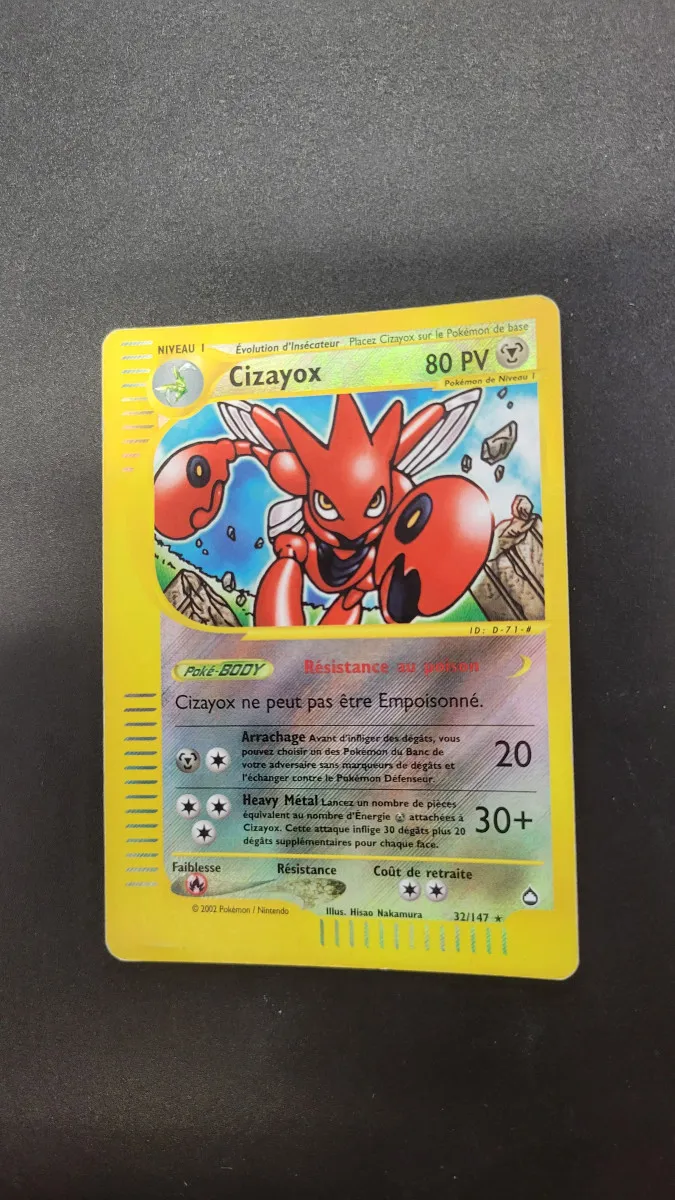 NIVEAU 1 Évolution d'Insécateur Placez Cizayox sur le Pokémon de base
Cizayox 80 PV
Pokémon de Niveau 1
ID: D-71-#
Poké-BODY Résistance au poison
Cizayox ne peut pas être Empoisonné.
Arrachage Avant d'infliger des dégâts, vous
pouvez choisir un des Pokémon du Banc de
votre adversaire sans marqueurs de dégâts et
l'échanger contre le Pokémon Défenseur.
20
Heavy Métal Lancez un nombre de pièces
équivalent au nombre d'Énergie attachées à
Cizayox. Cette attaque inflige 30 dégâts plus 20
dégâts supplémentaires pour chaque face.
30+
Faiblesse Résistance Coût de retraite
© 2002 Pokémon / Nintendo Illus. Hisao Nakamura 32/147 ★